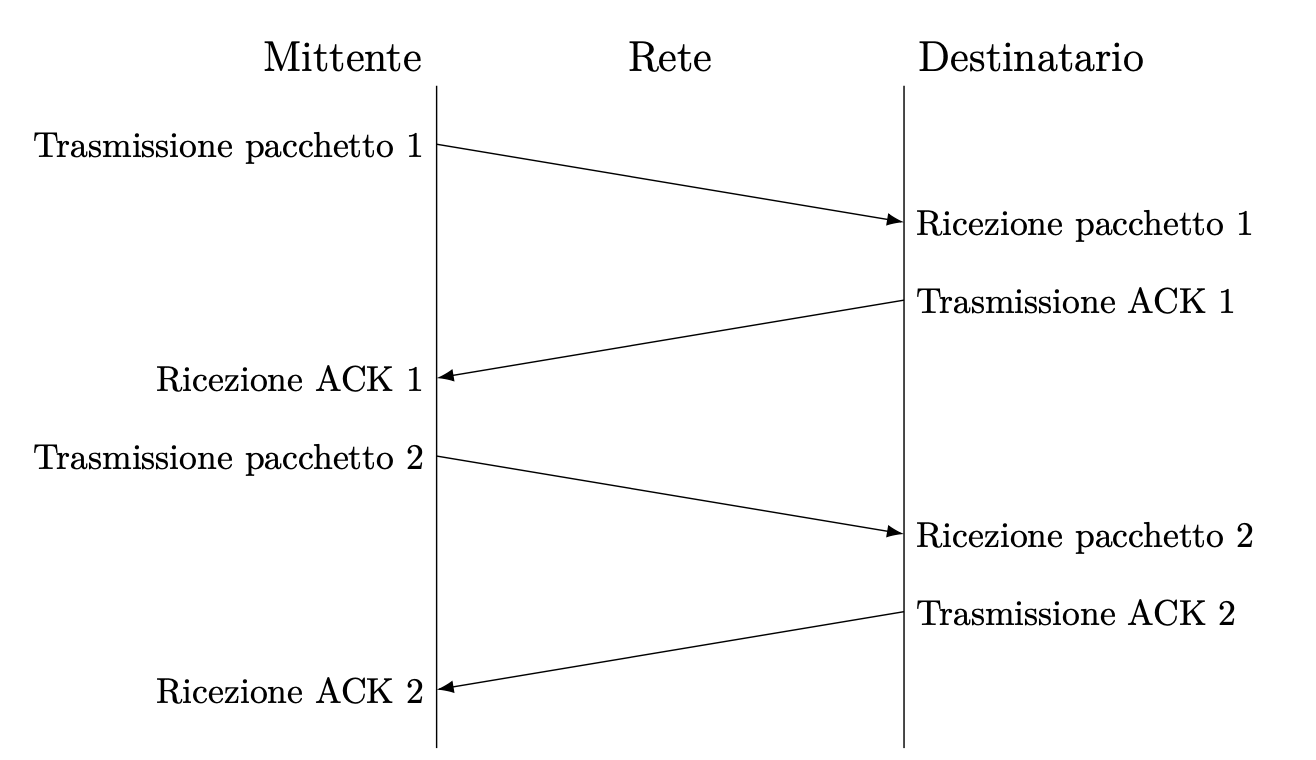 Mittente Rete Destinatario
Trasmissione pacchetto 1
Ricezione pacchetto 1
Trasmissione ACK 1
Ricezione ACK 1
Trasmissione pacchetto 2
Ricezione pacchetto 2
Trasmissione ACK 2
Ricezione ACK 2